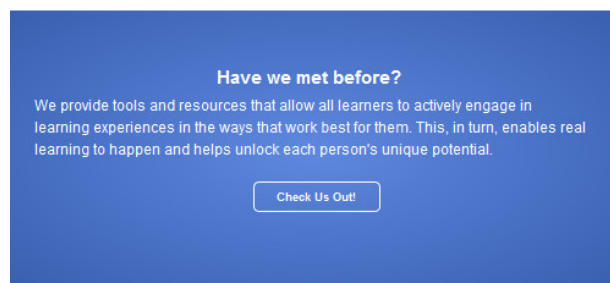 Have we met before?
We provide tools and resources that allow all learners to actively engage in
learning experiences in the ways that work best for them. This, in turn, enables real
learning to happen and helps unlock each person's unique potential.
Check Us Out!